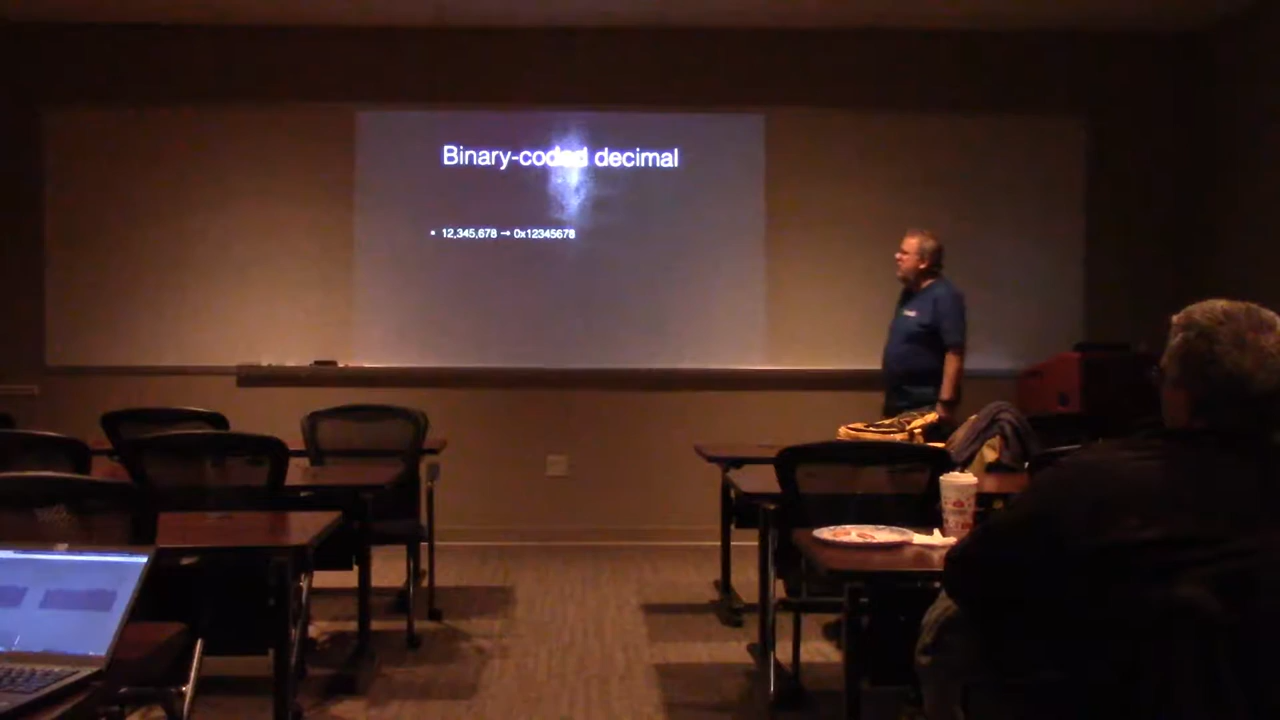 Binary-coded decimal
• 12,345,678 → 0x12345678